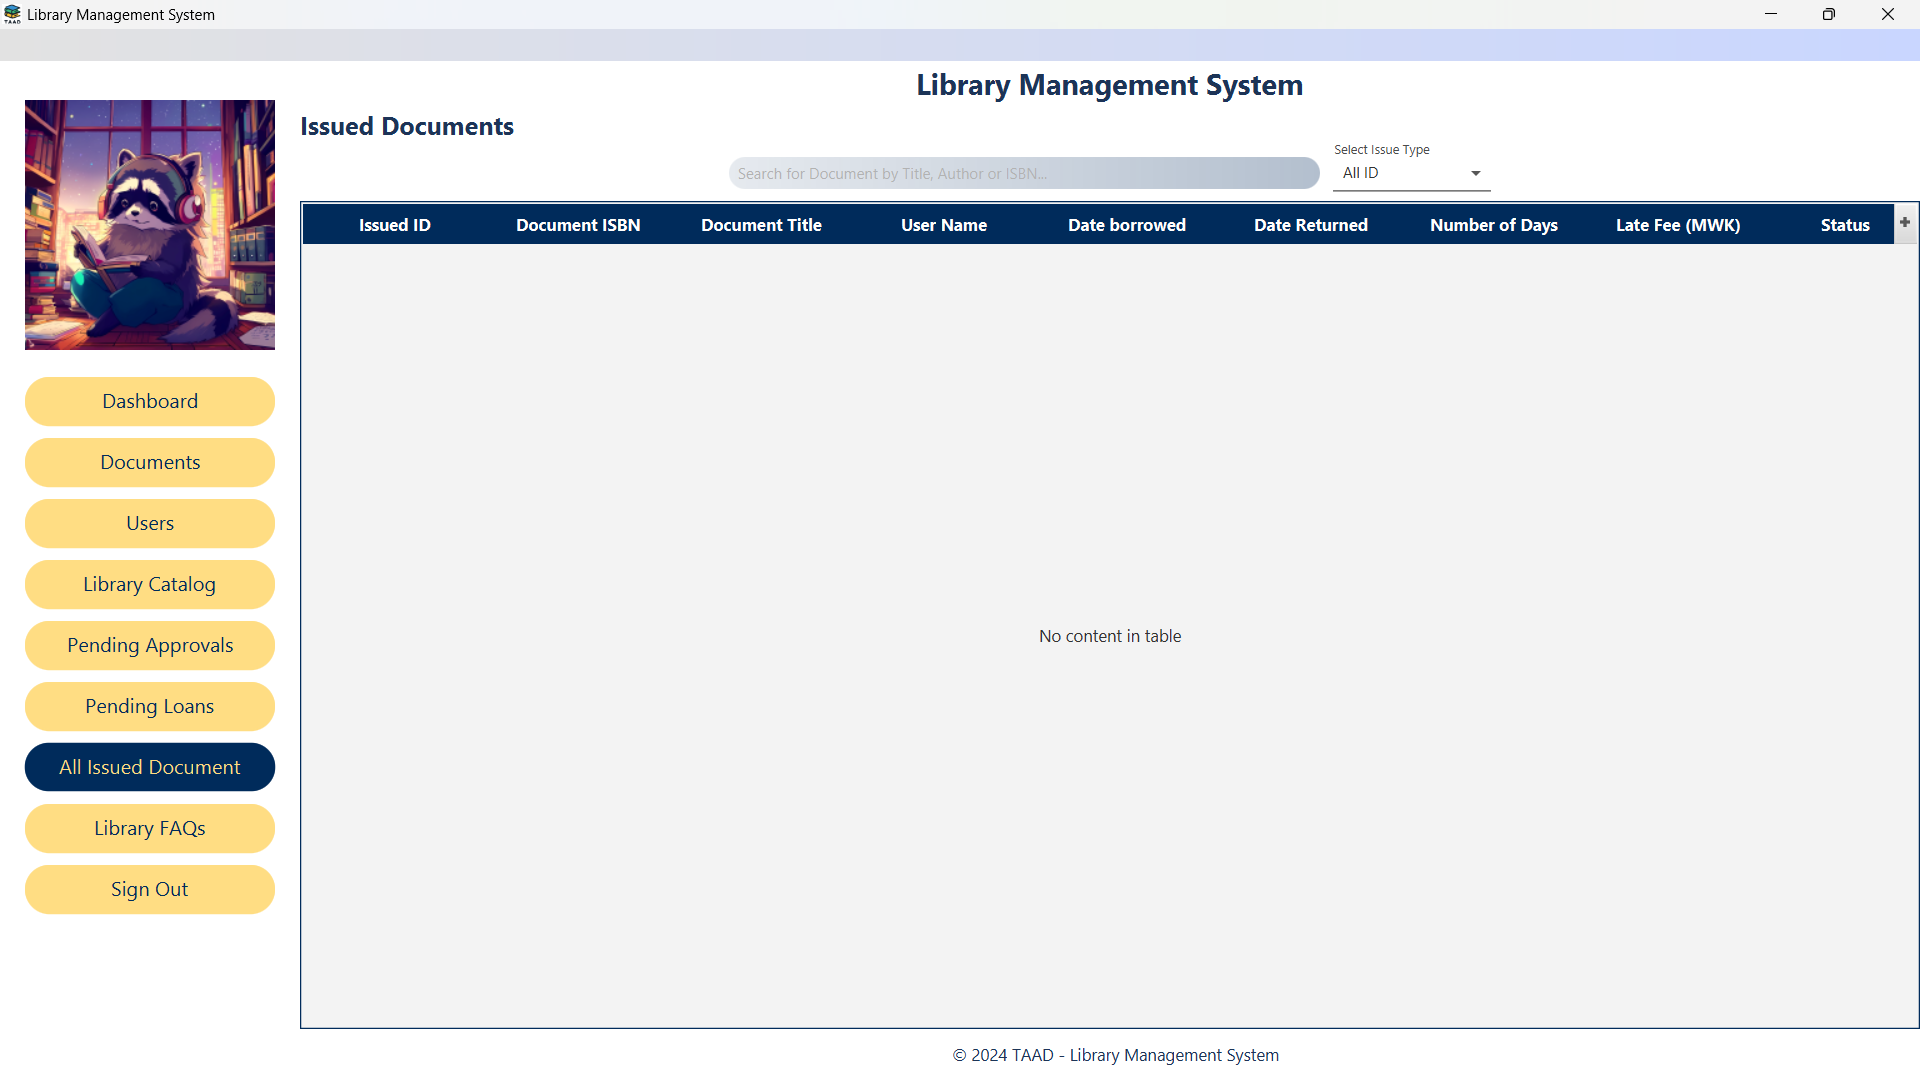 TAAD Library Management System
Library Management System
Issued Documents
Select Issue Type
Search for Document by Title, Author or ISBN...
All ID
Issued ID Document ISBN Document Title User Name Date borrowed Date Returned Number of Days Late Fee (MWK) Status +
Dashboard
Documents
Users
Library Catalog
No content in table
Pending Approvals
Pending Loans
All Issued Document
Library FAQs
Sign Out
© 2024 TAAD - Library Management System